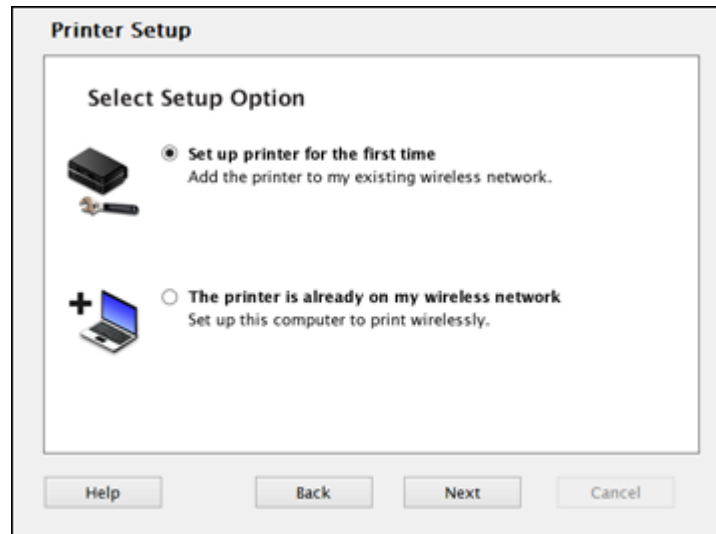 Printer Setup
Select Setup Option
Set up printer for the first time
Add the printer to my existing wireless network.
The printer is already on my wireless network
Set up this computer to print wirelessly.
Help
Back
Next
Cancel